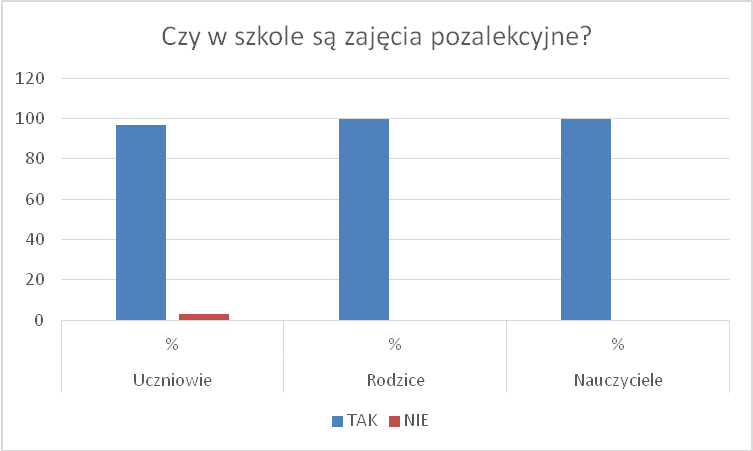 Czy w szkole są zajęcia pozalekcyjne?
120
100
80
60
40
20
0
% % %
Uczniowie Rodzice Nauczyciele
TAK NIE